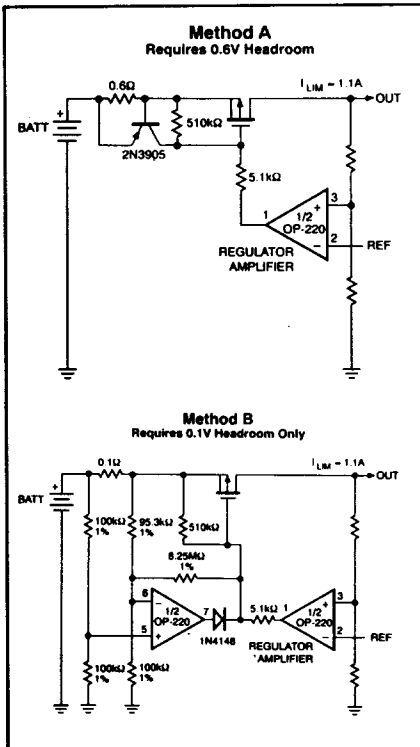 Method A
Requires 0.6V Headroom
0.6Ω
I LIM = 1.1A
OUT
+
BATT
510kΩ
2N3905
5.1kΩ
1
+
3
1/2
OP-220
−
2
REF
REGULATOR
AMPLIFIER
Method B
Requires 0.1V Headroom Only
0.1Ω
I LIM = 1.1A
OUT
+
BATT
100kΩ
1%
95.3kΩ
1%
510kΩ
8.25MΩ
1%
6
−
1/2
OP-220
5
+
7
1N4148
5.1kΩ
1
+
3
1/2
OP-220
−
2
REF
REGULATOR
AMPLIFIER
100kΩ
1%
100kΩ
1%